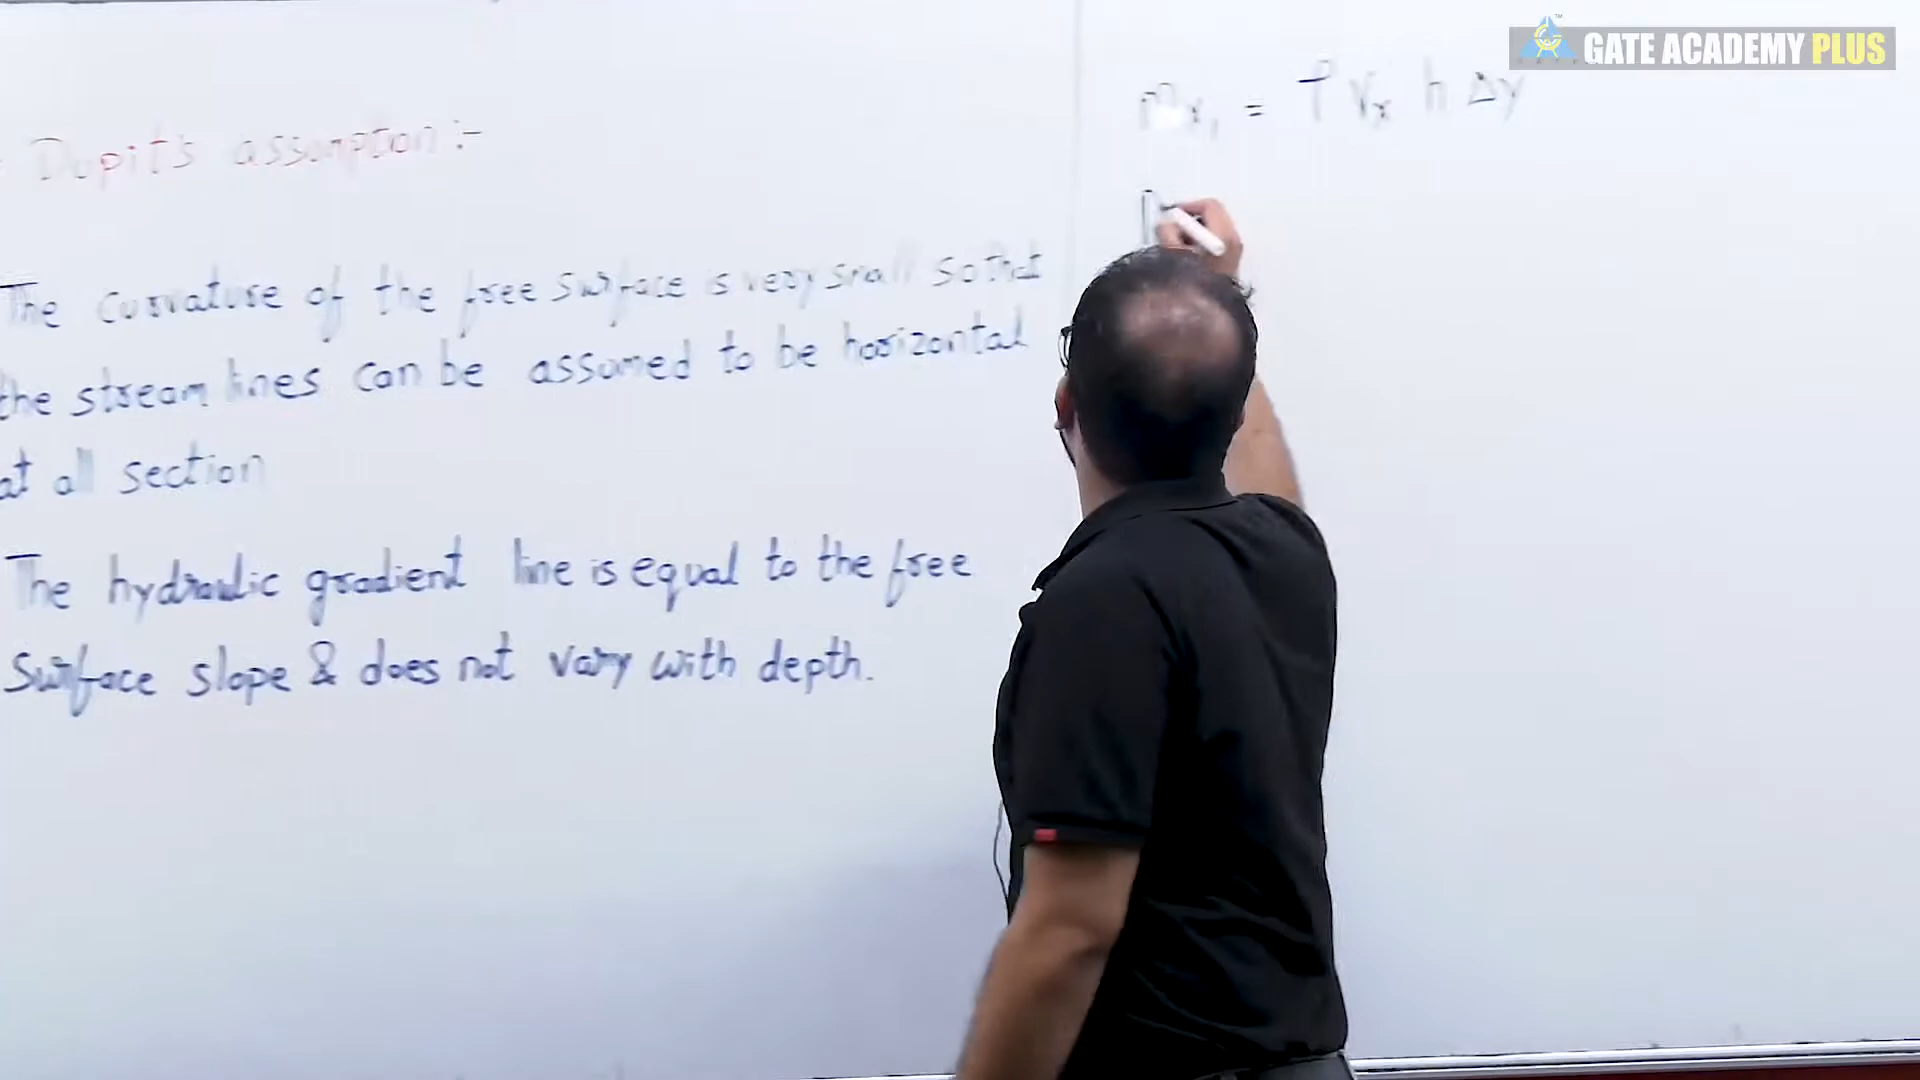 Dupit's assumption :-
The curvature of the free surface is very small so that
the stream lines can be assumed to be horizontal
at all section
The hydraulic gradient line is equal to the free
surface slope & does not vary with depth.
Mx₁ = ρ Vx h Δy
GATE ACADEMY PLUS